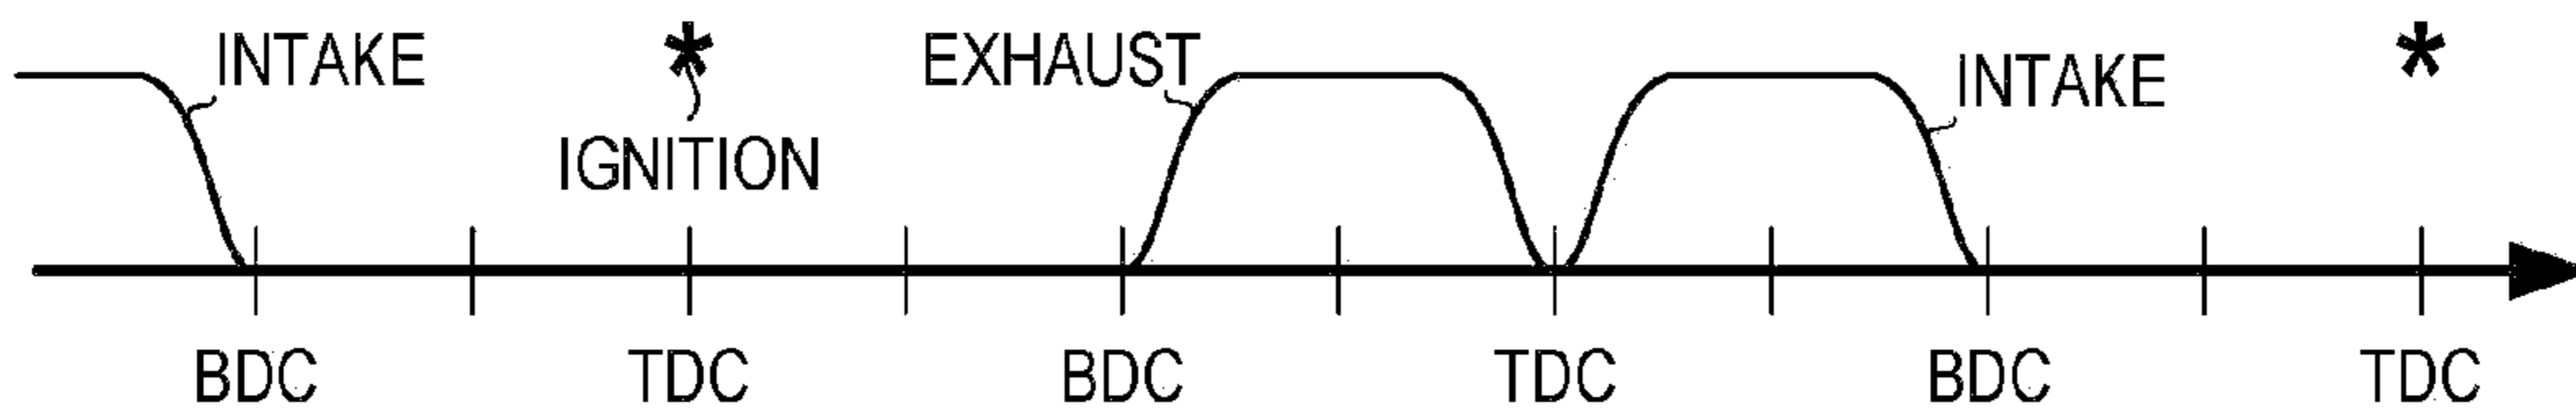 INTAKE * EXHAUST INTAKE *
IGNITION
BDC TDC BDC TDC BDC TDC